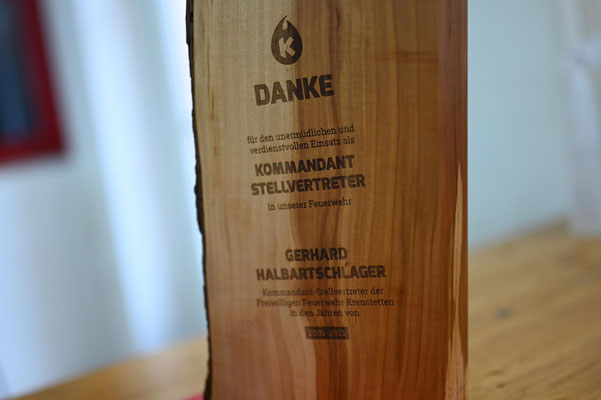 K
DANKE
für den unermüdlichen und
verdienstvollen Einsatz als
KOMMANDANT
STELLVERTRETER
in unserer Feuerwehr
GERHARD
HALBARTSCHLAGER
Kommandant-Stellvertreter der
Freiwilligen Feuerwehr Krenstetten
in den Jahren von